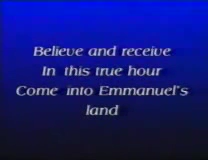 Believe and receive
In this true hour
Come into Emmanuel's
land